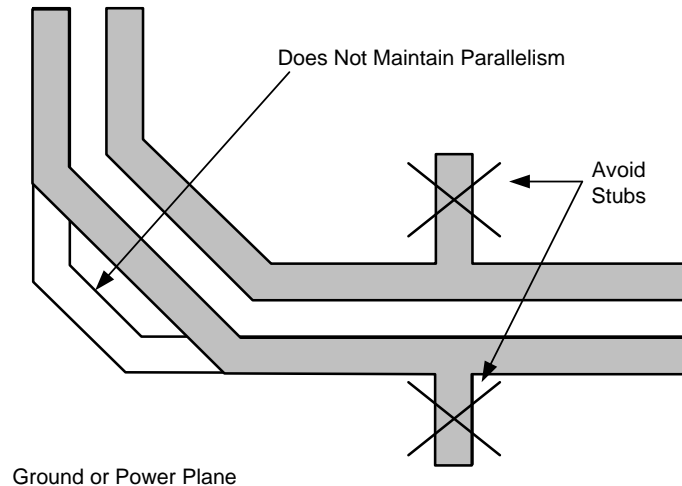 Does Not Maintain Parallelism
Avoid
Stubs
Ground or Power Plane